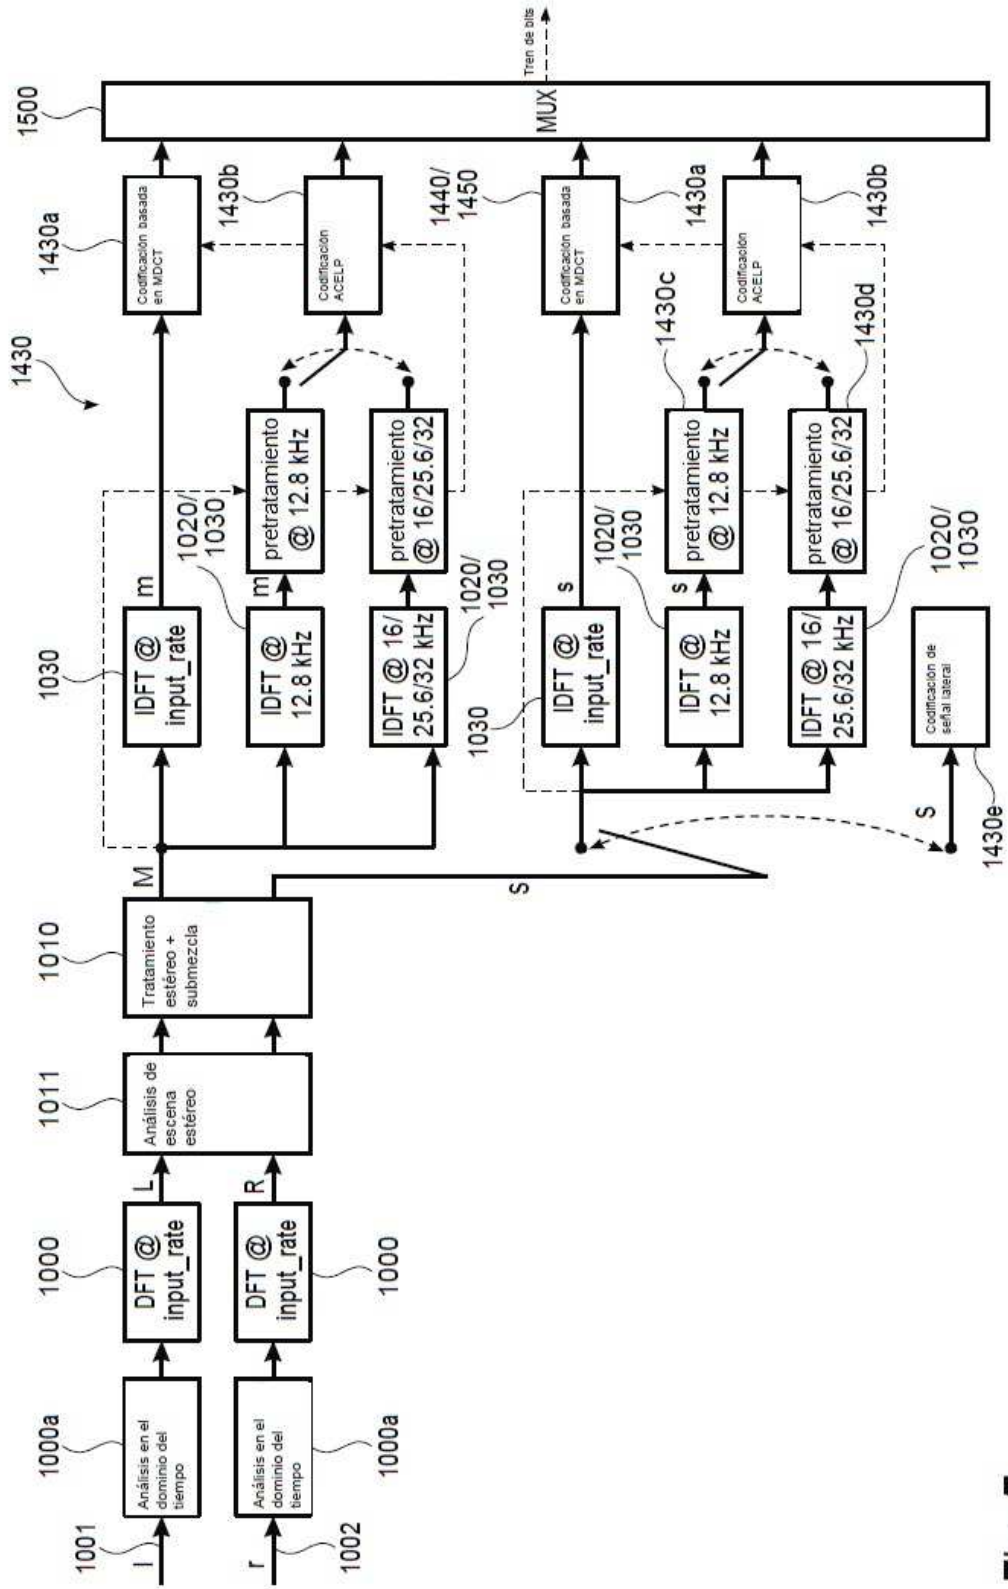 1001
l
1002
r
1000a
Análisis en el
dominio del
tiempo
Análisis en el
dominio del
tiempo
1000a
1000
DFT @
input_rate
DFT @
input_rate
1000
L
R
1011
Análisis de
escena
estéreo
1010
Tratamiento
estéreo +
submezcla
M
S
1030
IDFT @
input_rate
m
1020/
1030
IDFT @
12.8 kHz
m
IDFT @ 16/
25.6/32 kHz
1020/
1030
pretratamiento
@ 12.8 kHz
pretratamiento
@ 16/25.6/32
1430
1430a
Codificación basada
en MDCT
1430b
Codificación
ACELP
1030
IDFT @
input_rate
s
1020/
1030
IDFT @
12.8 kHz
s
IDFT @ 16/
25.6/32 kHz
1020/
1030
1430c
pretratamiento
@ 12.8 kHz
pretratamiento
@ 16/25.6/32
1430d
1440/
1450
Codificación basada
en MDCT
1430a
Codificación
ACELP
1430b
S
Codificación de
señal lateral
1430e
1500
MUX
Tren de bits